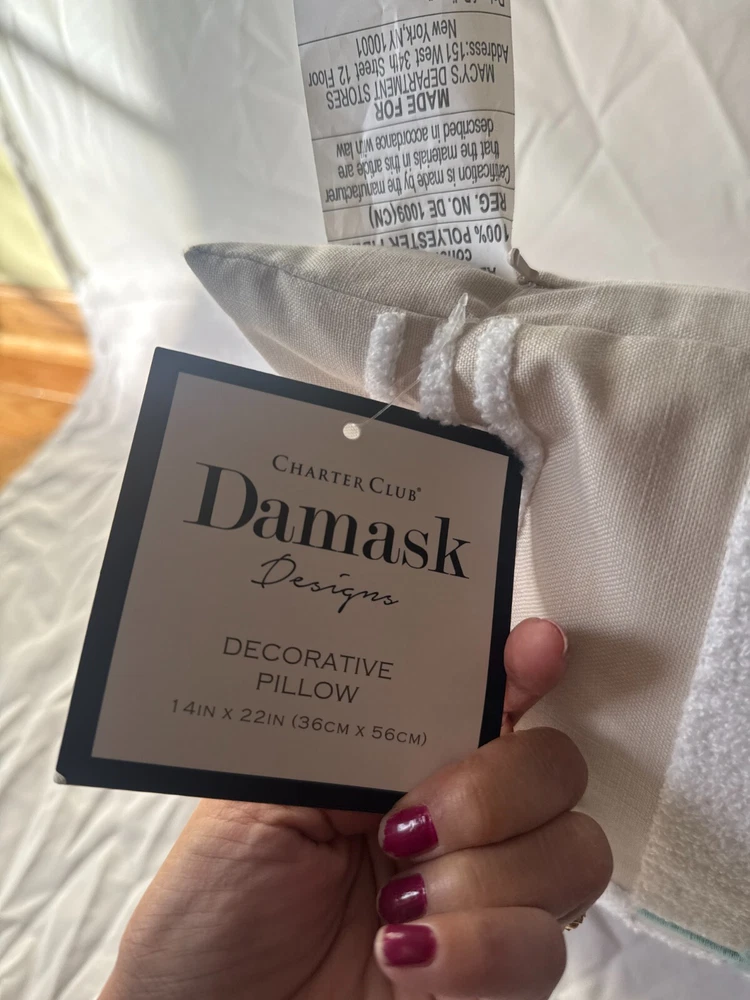 CHARTER CLUB®
Damask
Designs
DECORATIVE
PILLOW
14IN X 22IN (36CM X 56CM)
100% POLYESTER
REG. NO. DE 1009(CN)
Certification is made by the manufacturer
that the materials in this article are
described in accordance with law
MADE FOR
MACY'S DEPARTMENT STORES
Address:151 West 34th Street 12 Floor
New York,NY 10001